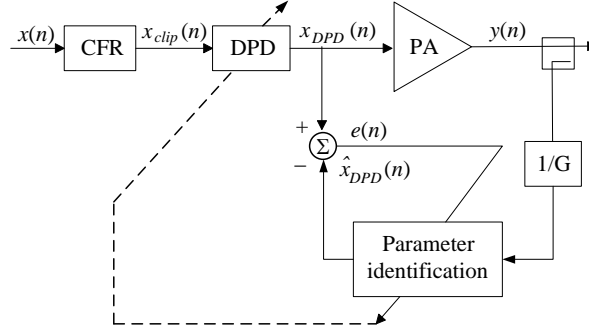 x(n)
CFR
x_clip(n)
DPD
x_DPD(n)
PA
y(n)
+
Σ
e(n)
−
x̂_DPD(n)
1/G
Parameter
identification